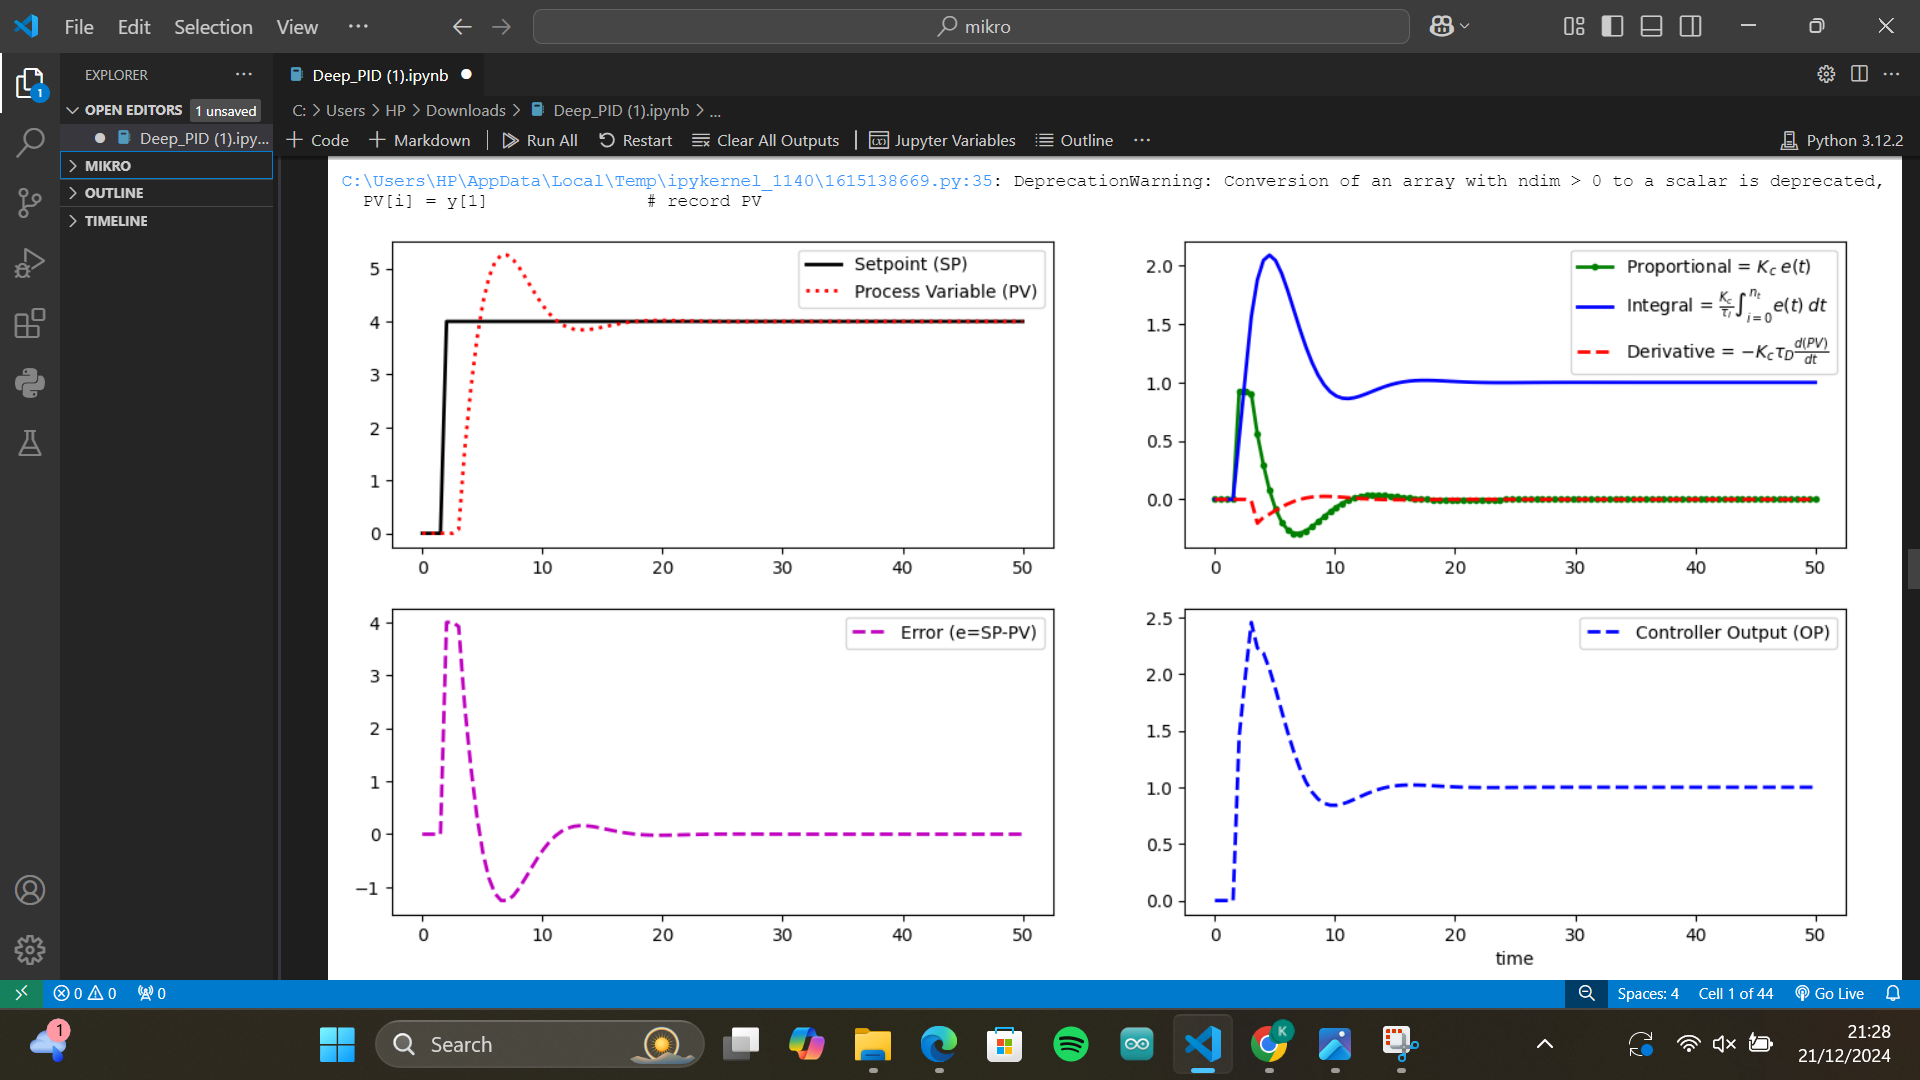 File Edit Selection View ··· mikro
EXPLORER ···
Deep_PID (1).ipynb
OPEN EDITORS 1 unsaved
Deep_PID (1).ipy...
MIKRO
OUTLINE
TIMELINE
C: > Users > HP > Downloads > Deep_PID (1).ipynb > ...
+ Code + Markdown | Run All Restart Clear All Outputs | Jupyter Variables Outline ··· Python 3.12.2
C:\Users\HP\AppData\Local\Temp\ipykernel_1140\1615138669.py:35: DeprecationWarning: Conversion of an array with ndim > 0 to a scalar is deprecated,
PV[i] = y[1] # record PV
Setpoint (SP)
Process Variable (PV)
5
4
3
2
1
0
0 10 20 30 40 50
Proportional = K_c e(t)
Integral = \frac{K_c}{τ_I} ∫_{i=0}^{n_t} e(t) dt
Derivative = −K_c τ_D \frac{d(PV)}{dt}
2.0
1.5
1.0
0.5
0.0
0 10 20 30 40 50
Error (e=SP-PV)
4
3
2
1
0
−1
0 10 20 30 40 50
Controller Output (OP)
2.5
2.0
1.5
1.0
0.5
0.0
0 10 20 30 40 50
time
0 0 0 Spaces: 4 Cell 1 of 44 Go Live
1
Search
K
21:28
21/12/2024